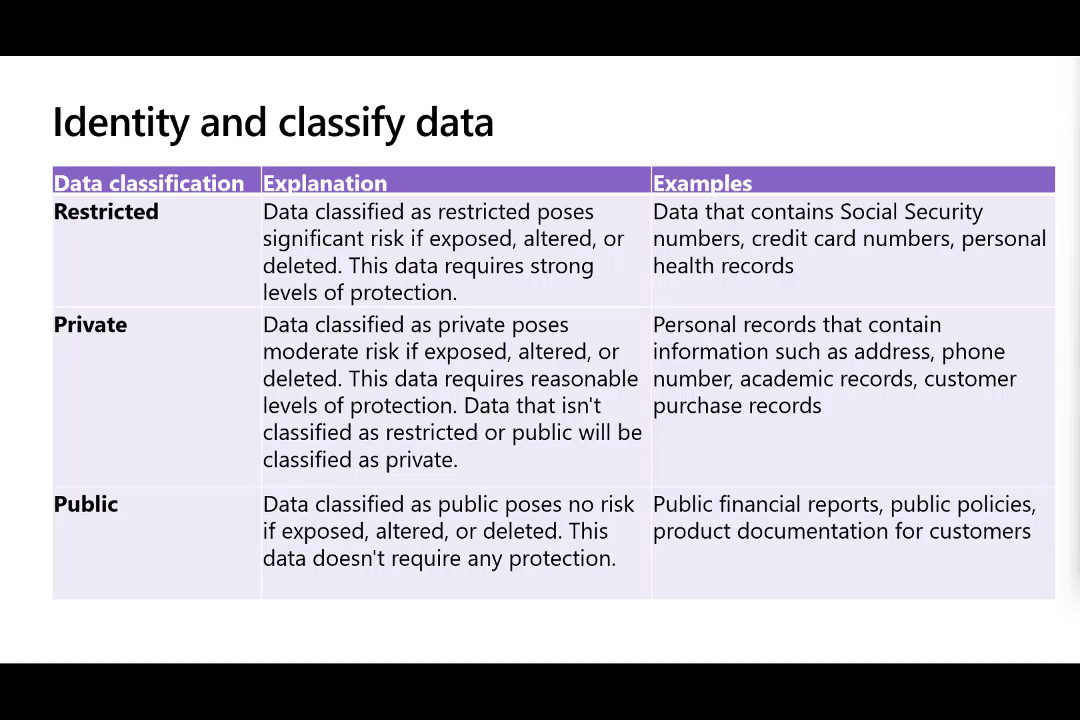 Identity and classify data
Data classification Explanation Examples
Restricted
Data classified as restricted poses
significant risk if exposed, altered, or
deleted. This data requires strong
levels of protection.
Data that contains Social Security
numbers, credit card numbers, personal
health records
Private
Data classified as private poses
moderate risk if exposed, altered, or
deleted. This data requires reasonable
levels of protection. Data that isn't
classified as restricted or public will be
classified as private.
Personal records that contain
information such as address, phone
number, academic records, customer
purchase records
Public
Data classified as public poses no risk
if exposed, altered, or deleted. This
data doesn't require any protection.
Public financial reports, public policies,
product documentation for customers